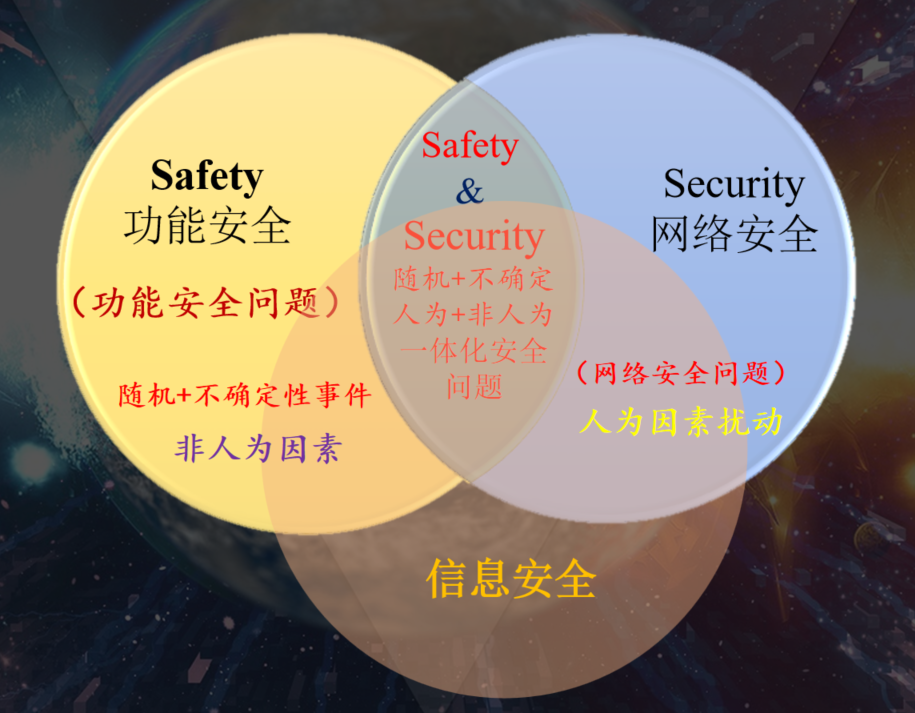 Safety
功能安全
（功能安全问题）
随机+不确定性事件
非人为因素
Safety
&
Security
随机+不确定
人为+非人为
一体化安全
问题
Security
网络安全
（网络安全问题）
人为因素扰动
信息安全